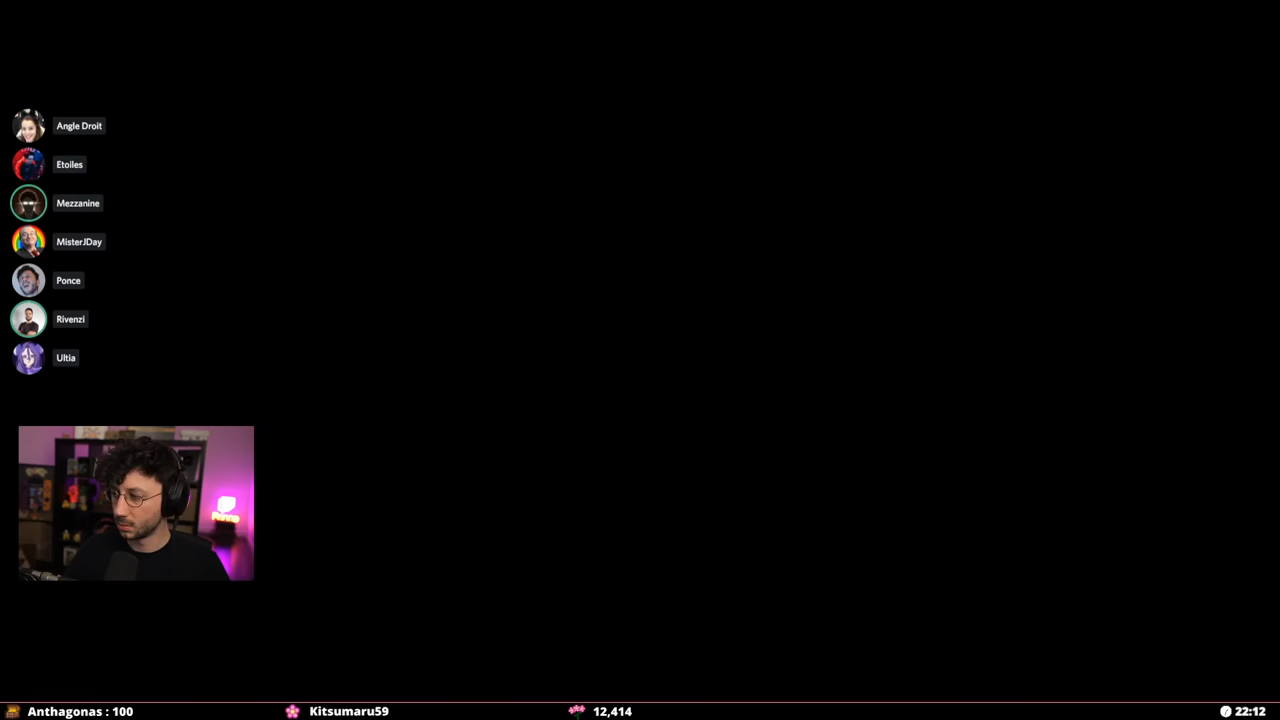 Angle Droit
Etoiles
Mezzanine
MisterJDay
Ponce
Rivenzi
Ultia
Anthagonas : 100
Kitsumaru59
12,414
22:12